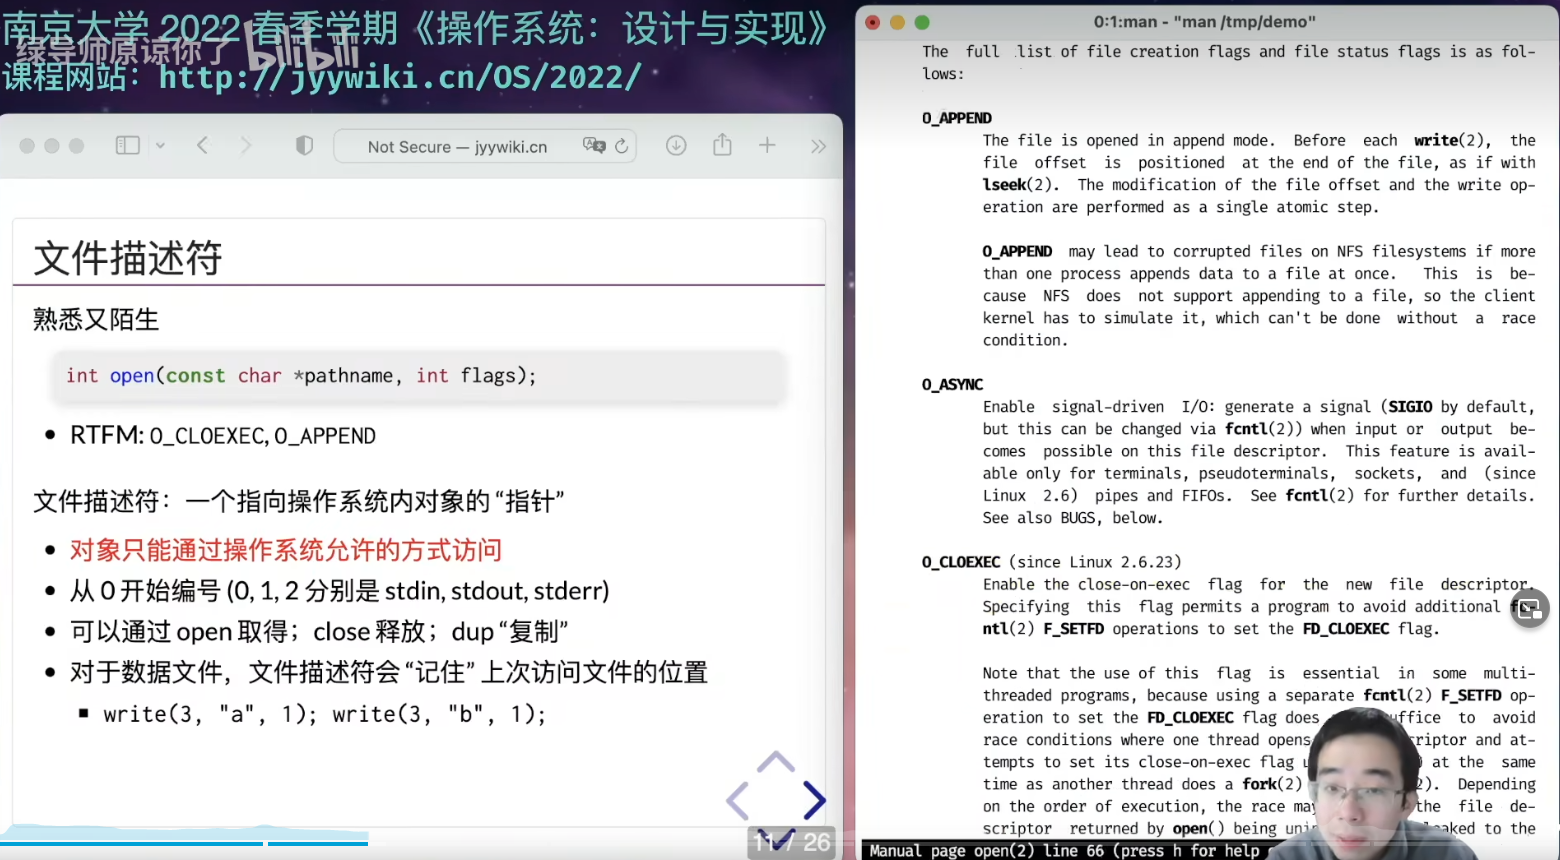 南京大学 2022 春季学期《操作系统：设计与实现》
绿导师原谅你了 bilibili
课程网站：http://jyywiki.cn/OS/2022/
Not Secure — jyywiki.cn
文件描述符
熟悉又陌生
int open(const char *pathname, int flags);
• RTFM: O_CLOEXEC, O_APPEND
文件描述符：一个指向操作系统内对象的 “指针”
• 对象只能通过操作系统允许的方式访问
• 从 0 开始编号 (0, 1, 2 分别是 stdin, stdout, stderr)
• 可以通过 open 取得；close 释放；dup “复制”
• 对于数据文件，文件描述符会 “记住” 上次访问文件的位置
▪ write(3, "a", 1); write(3, "b", 1);
11 / 26
0:1:man - "man /tmp/demo"
The full list of file creation flags and file status flags is as fol-
lows:
O_APPEND
The file is opened in append mode. Before each write(2), the
file offset is positioned at the end of the file, as if with
lseek(2). The modification of the file offset and the write op-
eration are performed as a single atomic step.
O_APPEND may lead to corrupted files on NFS filesystems if more
than one process appends data to a file at once. This is be-
cause NFS does not support appending to a file, so the client
kernel has to simulate it, which can't be done without a race
condition.
O_ASYNC
Enable signal-driven I/O: generate a signal (SIGIO by default,
but this can be changed via fcntl(2)) when input or output be-
comes possible on this file descriptor. This feature is avail-
able only for terminals, pseudoterminals, sockets, and (since
Linux 2.6) pipes and FIFOs. See fcntl(2) for further details.
See also BUGS, below.
O_CLOEXEC (since Linux 2.6.23)
Enable the close-on-exec flag for the new file descriptor.
Specifying this flag permits a program to avoid additional
ntl(2) F_SETFD operations to set the FD_CLOEXEC flag.
Note that the use of this flag is essential in some multi-
threaded programs, because using a separate fcntl(2) F_SETFD op-
eration to set the FD_CLOEXEC flag does uffice to avoid
race conditions where one thread opens riptor and at-
tempts to set its close-on-exec flag at the same
time as another thread does a fork(2) 2). Depending
on the order of execution, the race may the file de-
scriptor returned by open() being leaked to the
Manual page open(2) line 66 (press h for help